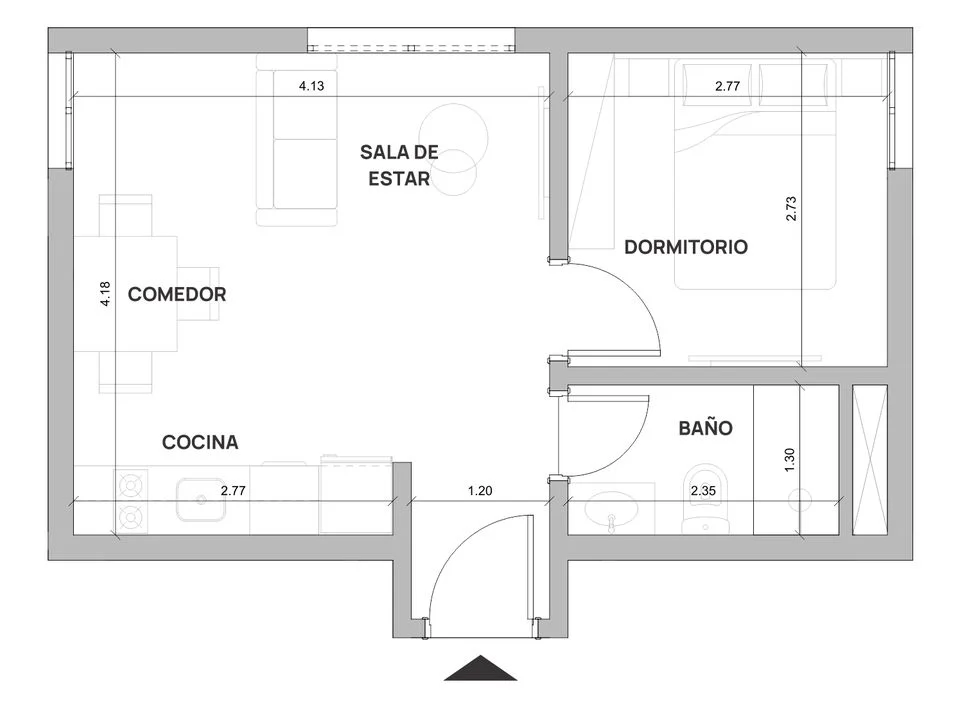 4.13
2.77
SALA DE
ESTAR
2.73
DORMITORIO
4.18
COMEDOR
BAÑO
COCINA
1.30
2.77
1.20
2.35